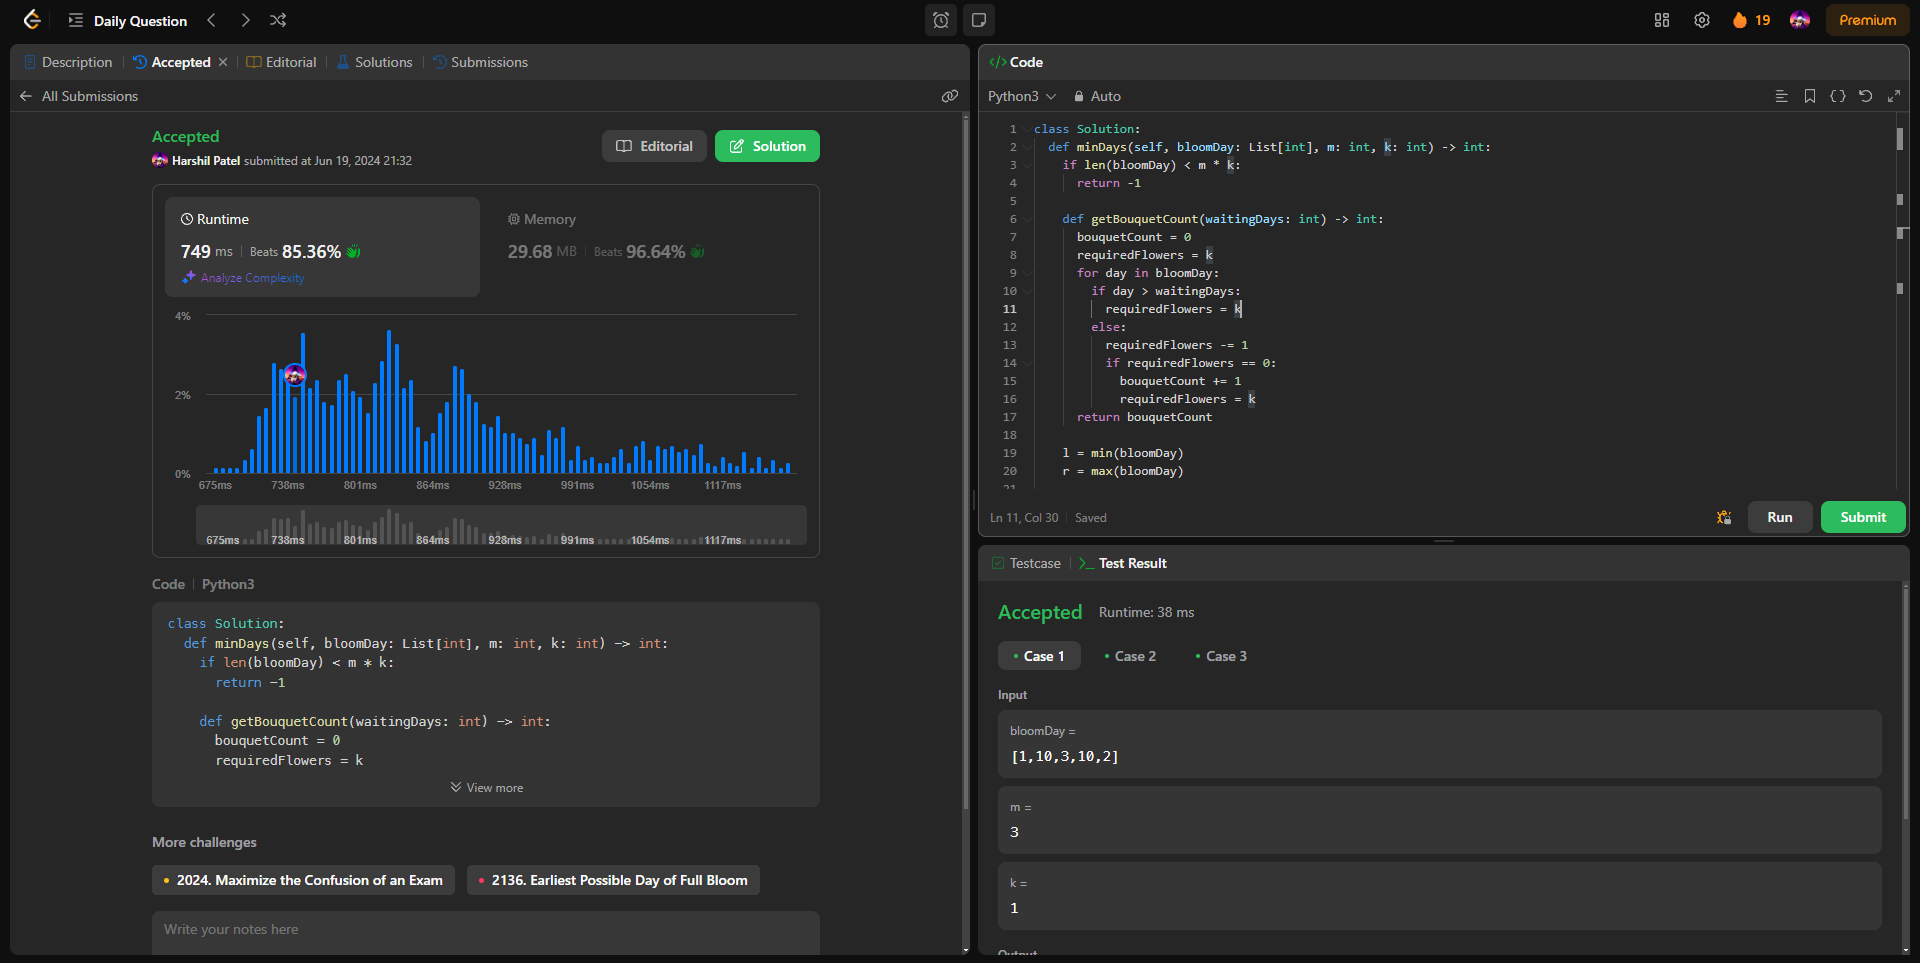 Daily Question
19
Premium
Description
Accepted
Editorial
Solutions
Submissions
All Submissions
Accepted
Harshil Patel submitted at Jun 19, 2024 21:32
Editorial
Solution
Runtime
749 ms
Beats 85.36%
Analyze Complexity
Memory
29.68 MB
Beats 96.64%
4%
2%
0%
675ms 738ms 801ms 864ms 928ms 991ms 1054ms 1117ms
675ms 738ms 801ms 864ms 928ms 991ms 1054ms 1117ms
Code
Python3
class Solution:
def minDays(self, bloomDay: List[int], m: int, k: int) -> int:
if len(bloomDay) < m * k:
return -1
def getBouquetCount(waitingDays: int) -> int:
bouquetCount = 0
requiredFlowers = k
View more
More challenges
2024. Maximize the Confusion of an Exam
2136. Earliest Possible Day of Full Bloom
Write your notes here
</> Code
Python3
Auto
1 class Solution:
2 def minDays(self, bloomDay: List[int], m: int, k: int) -> int:
3 if len(bloomDay) < m * k:
4 return -1
5
6 def getBouquetCount(waitingDays: int) -> int:
7 bouquetCount = 0
8 requiredFlowers = k
9 for day in bloomDay:
10 if day > waitingDays:
11 requiredFlowers = k
12 else:
13 requiredFlowers -= 1
14 if requiredFlowers == 0:
15 bouquetCount += 1
16 requiredFlowers = k
17 return bouquetCount
18
19 l = min(bloomDay)
20 r = max(bloomDay)
21
Ln 11, Col 30
Saved
Run
Submit
Testcase
Test Result
Accepted
Runtime: 38 ms
Case 1
Case 2
Case 3
Input
bloomDay =
[1,10,3,10,2]
m =
3
k =
1
Output